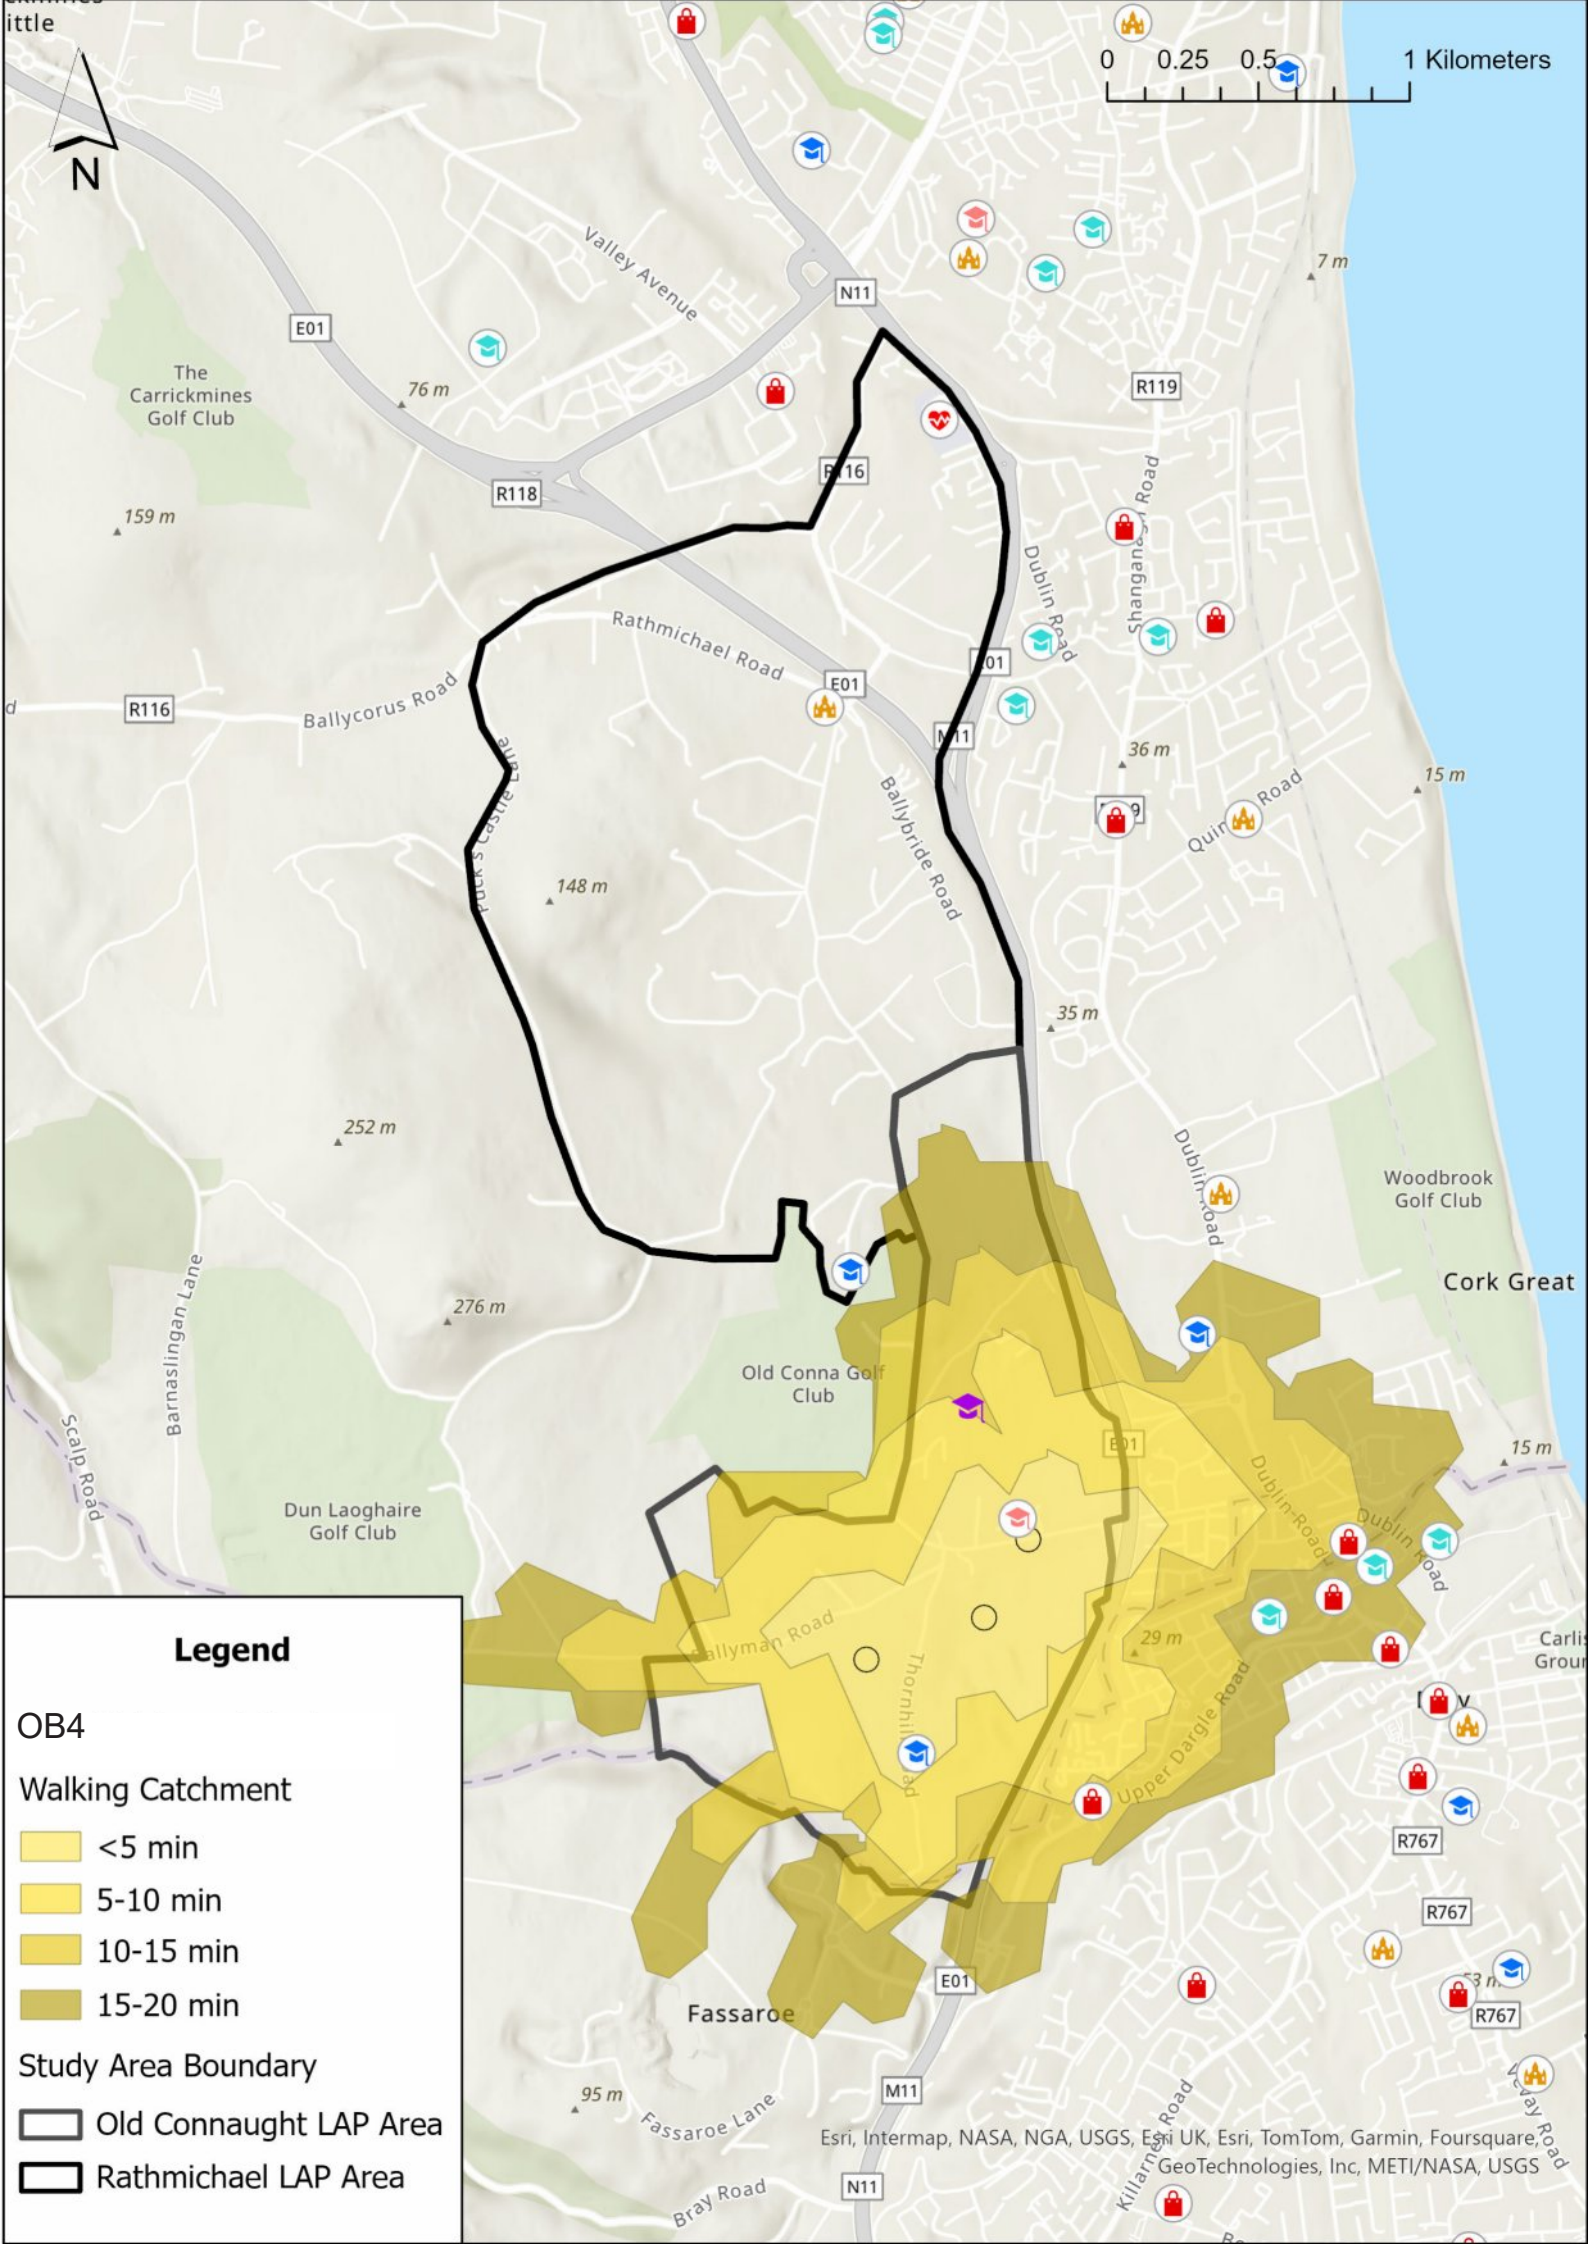 ittle
0 0.25 0.5 1 Kilometers
N
Valley Avenue
7 m
N11
E01
The
Carrickmines
Golf Club
76 m
R119
R118
159 m
Dublin Road
Rathmichael Road
E01
R116
Ballycorus Road
M11
36 m
15 m
Ballybride Road
148 m
35 m
252 m
Dublin Road
Woodbrook
Golf Club
Barnaslingan Lane
276 m
Cork Great
Old Conna Golf
Club
Scalp Road
E01
15 m
Dun Laoghaire
Golf Club
Dublin Road
Dublin Road
29 m
Upper Dargle Road
R767
R767
E01
Fassaroe
R767
95 m
M11
Fassaroe Lane
Killarney Road
N11
Bray Road
Legend
OB4
Walking Catchment
<5 min
5-10 min
10-15 min
15-20 min
Study Area Boundary
Old Connaught LAP Area
Rathmichael LAP Area
Esri, Intermap, NASA, NGA, USGS, Esri UK, Esri, TomTom, Garmin, Foursquare,
GeoTechnologies, Inc, METI/NASA, USGS